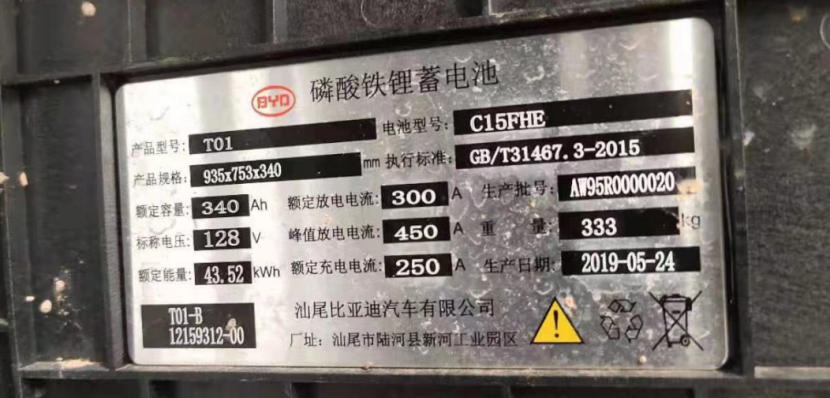 BYD 磷酸铁锂蓄电池
产品型号: T01 电池型号: C15FHE
产品规格: 935x753x340 mm 执行标准: GB/T31467.3-2015
额定容量: 340 Ah 额定放电电流: 300 A 生产批号: AW95R0000020
标称电压: 128 V 峰值放电电流: 450 A 重 量: 333 kg
额定能量: 43.52 kWh 额定充电电流: 250 A 生产日期: 2019-05-24
T01-B
12159312-00
汕尾比亚迪汽车有限公司
厂址: 汕尾市陆河县新河工业园区